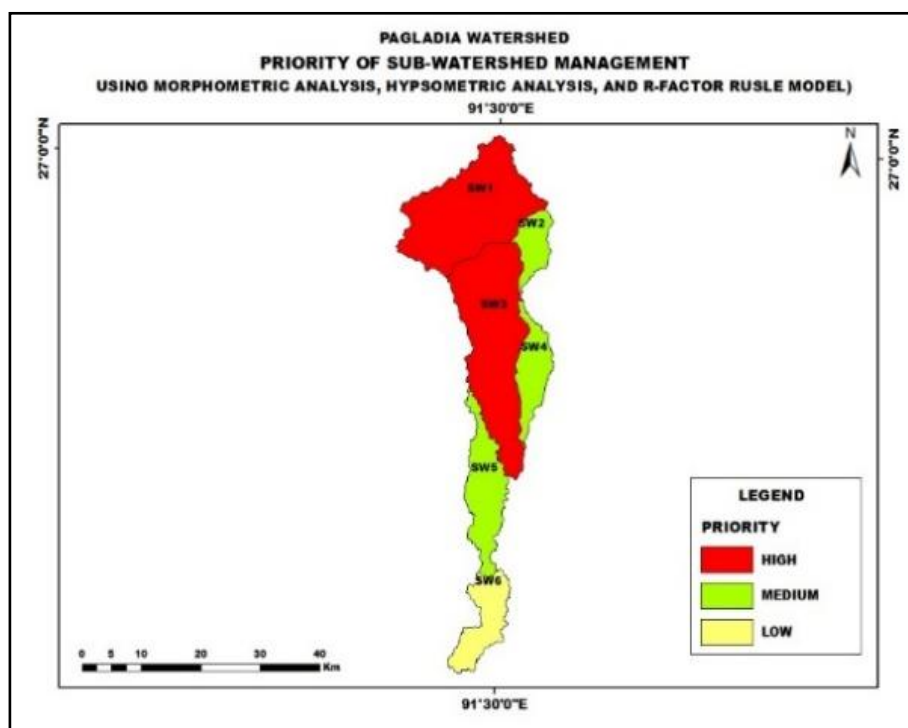 PAGLADIA WATERSHED
PRIORITY OF SUB-WATERSHED MANAGEMENT
USING MORPHOMETRIC ANALYSIS, HYPSOMETRIC ANALYSIS, AND R-FACTOR RUSLE MODEL)
91°30'0"E
27°0'0"N
N
27°0'0"N
SW1
SW2
SW3
SW4
SW5
SW6
LEGEND
PRIORITY
HIGH
MEDIUM
LOW
0 5 10 20 30 40
Km
91°30'0"E